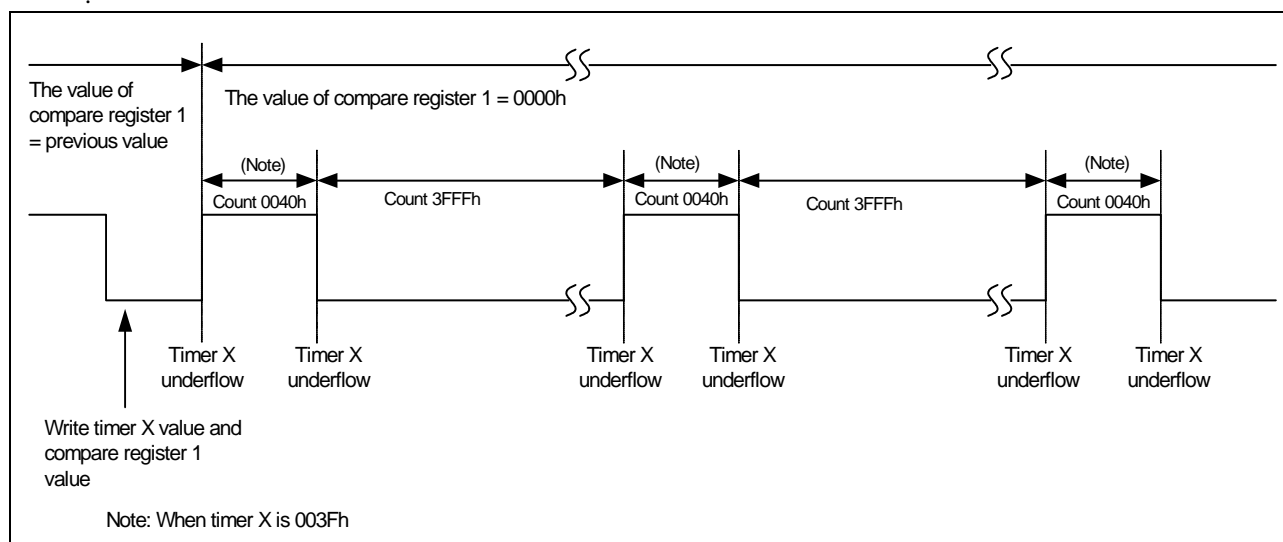 The value of
compare register 1
= previous value
The value of compare register 1 = 0000h
(Note)
Count 0040h
Count 3FFFh
(Note)
Count 0040h
Count 3FFFh
(Note)
Count 0040h
Timer X
underflow
Timer X
underflow
Timer X
underflow
Timer X
underflow
Timer X
underflow
Timer X
underflow
Write timer X value and
compare register 1
value
Note: When timer X is 003Fh